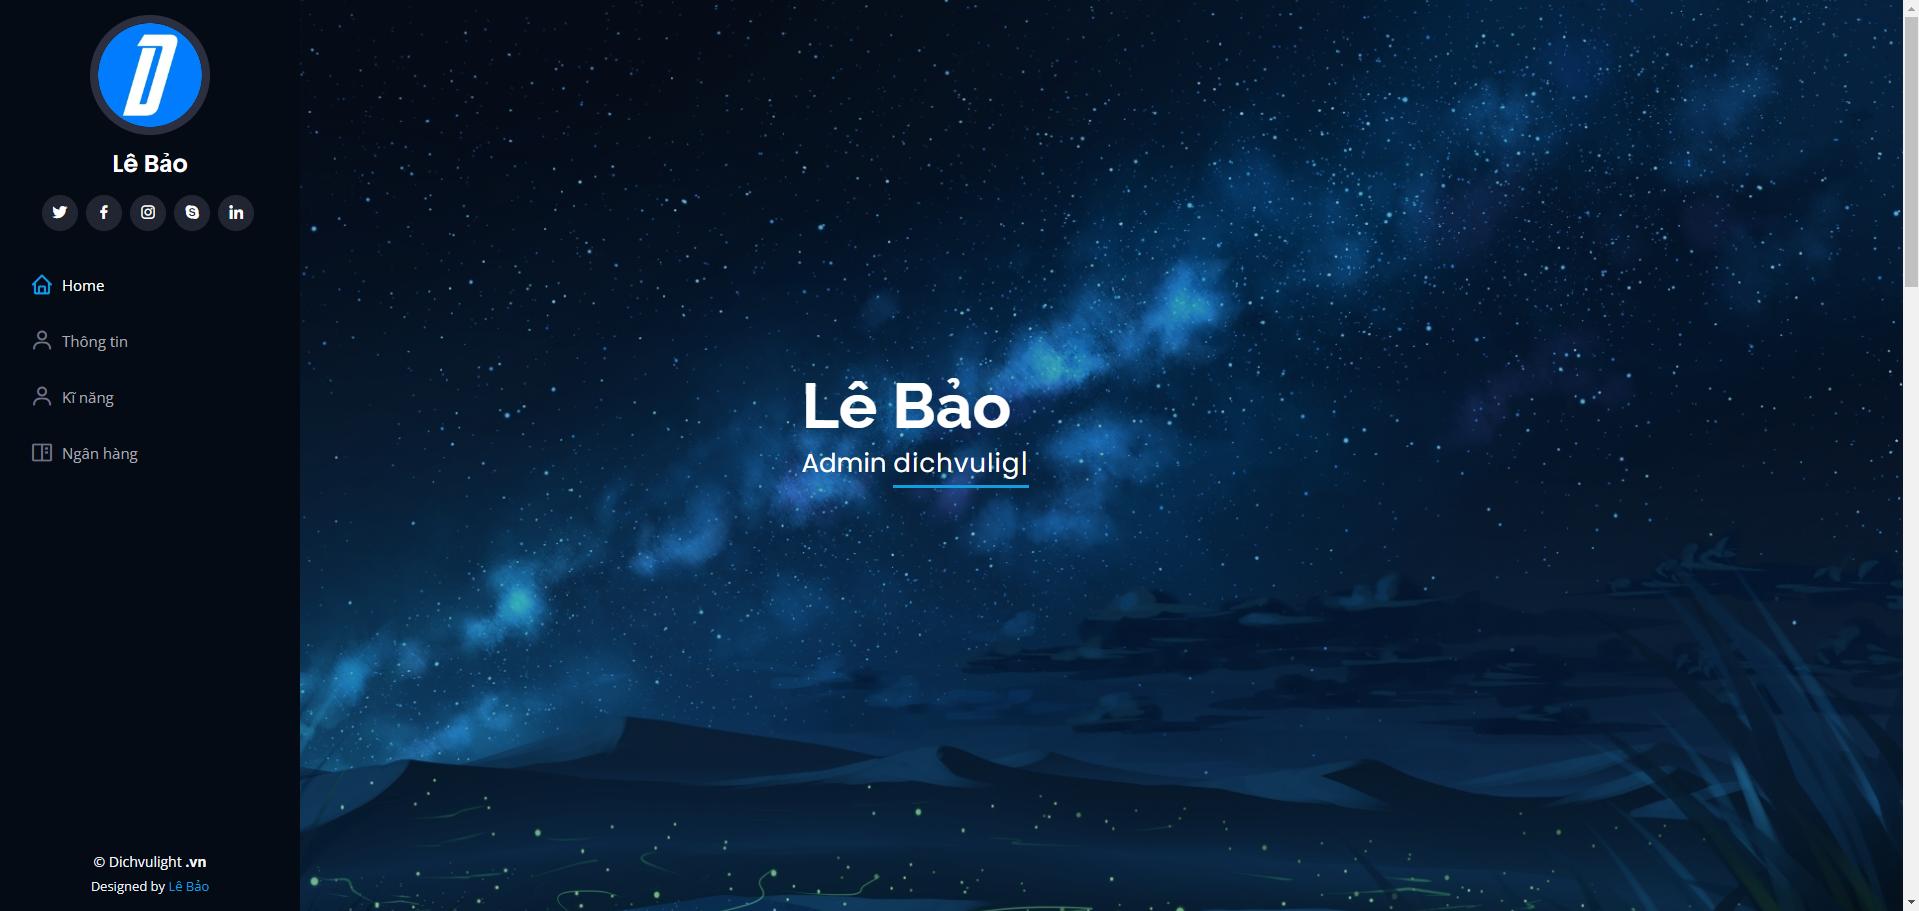 Lê Bảo
Home
Thông tin
Kĩ năng
Ngân hàng
© Dichvulight .vn
Designed by Lê Bảo
Lê Bảo
Admin dichvulig|